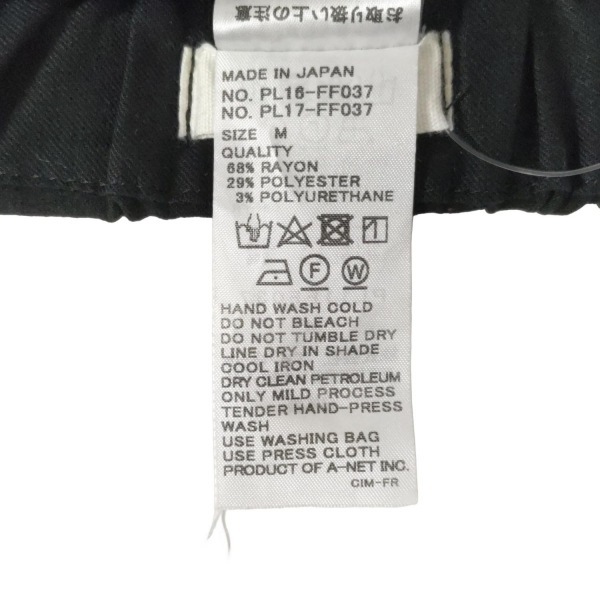 お取り扱い上の注意
MADE IN JAPAN
NO. PL16-FF037
NO. PL17-FF037
SIZE M
QUALITY
68% RAYON
29% POLYESTER
3% POLYURETHANE
F W
HAND WASH COLD
DO NOT BLEACH
DO NOT TUMBLE DRY
LINE DRY IN SHADE
COOL IRON
DRY CLEAN PETROLEUM
ONLY MILD PROCESS
TENDER HAND-PRESS
WASH
USE WASHING BAG
USE PRESS CLOTH
PRODUCT OF A-NET INC.
CIM-FR